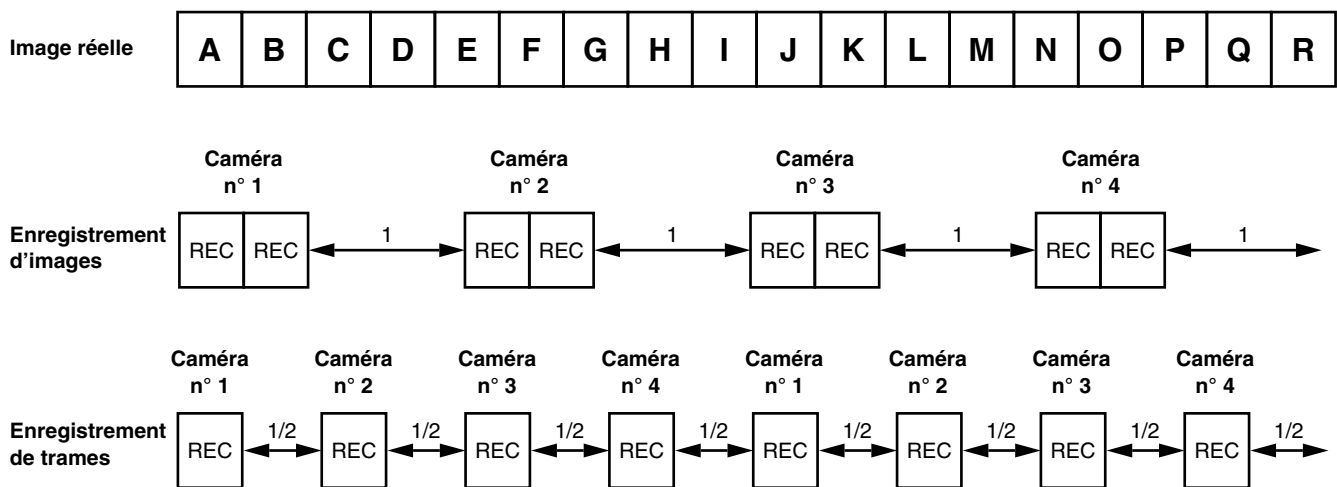 Image réelle
A B C D E F G H I J K L M N O P Q R
Caméra n° 1
Caméra n° 2
Caméra n° 3
Caméra n° 4
Enregistrement d'images
REC REC 1 REC REC 1 REC REC 1 REC REC 1
Caméra n° 1
Caméra n° 2
Caméra n° 3
Caméra n° 4
Caméra n° 1
Caméra n° 2
Caméra n° 3
Caméra n° 4
Enregistrement de trames
REC 1/2 REC 1/2 REC 1/2 REC 1/2 REC 1/2 REC 1/2 REC 1/2 REC 1/2